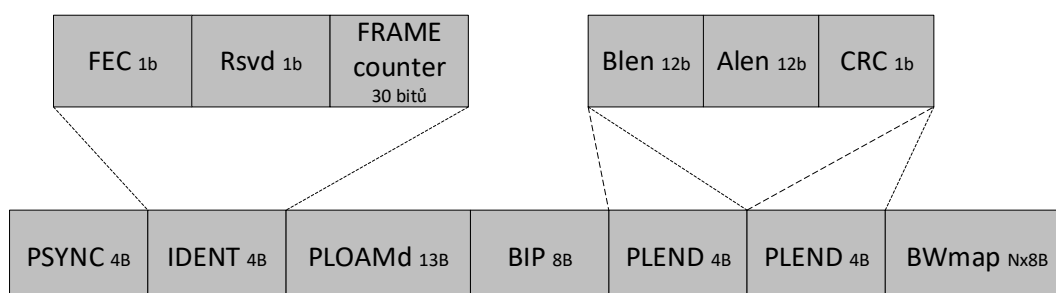 FEC 1b
Rsvd 1b
FRAME
counter
30 bitů
Blen 12b
Alen 12b
CRC 1b
PSYNC 4B
IDENT 4B
PLOAMd 13B
BIP 8B
PLEND 4B
PLEND 4B
BWmap Nx8B